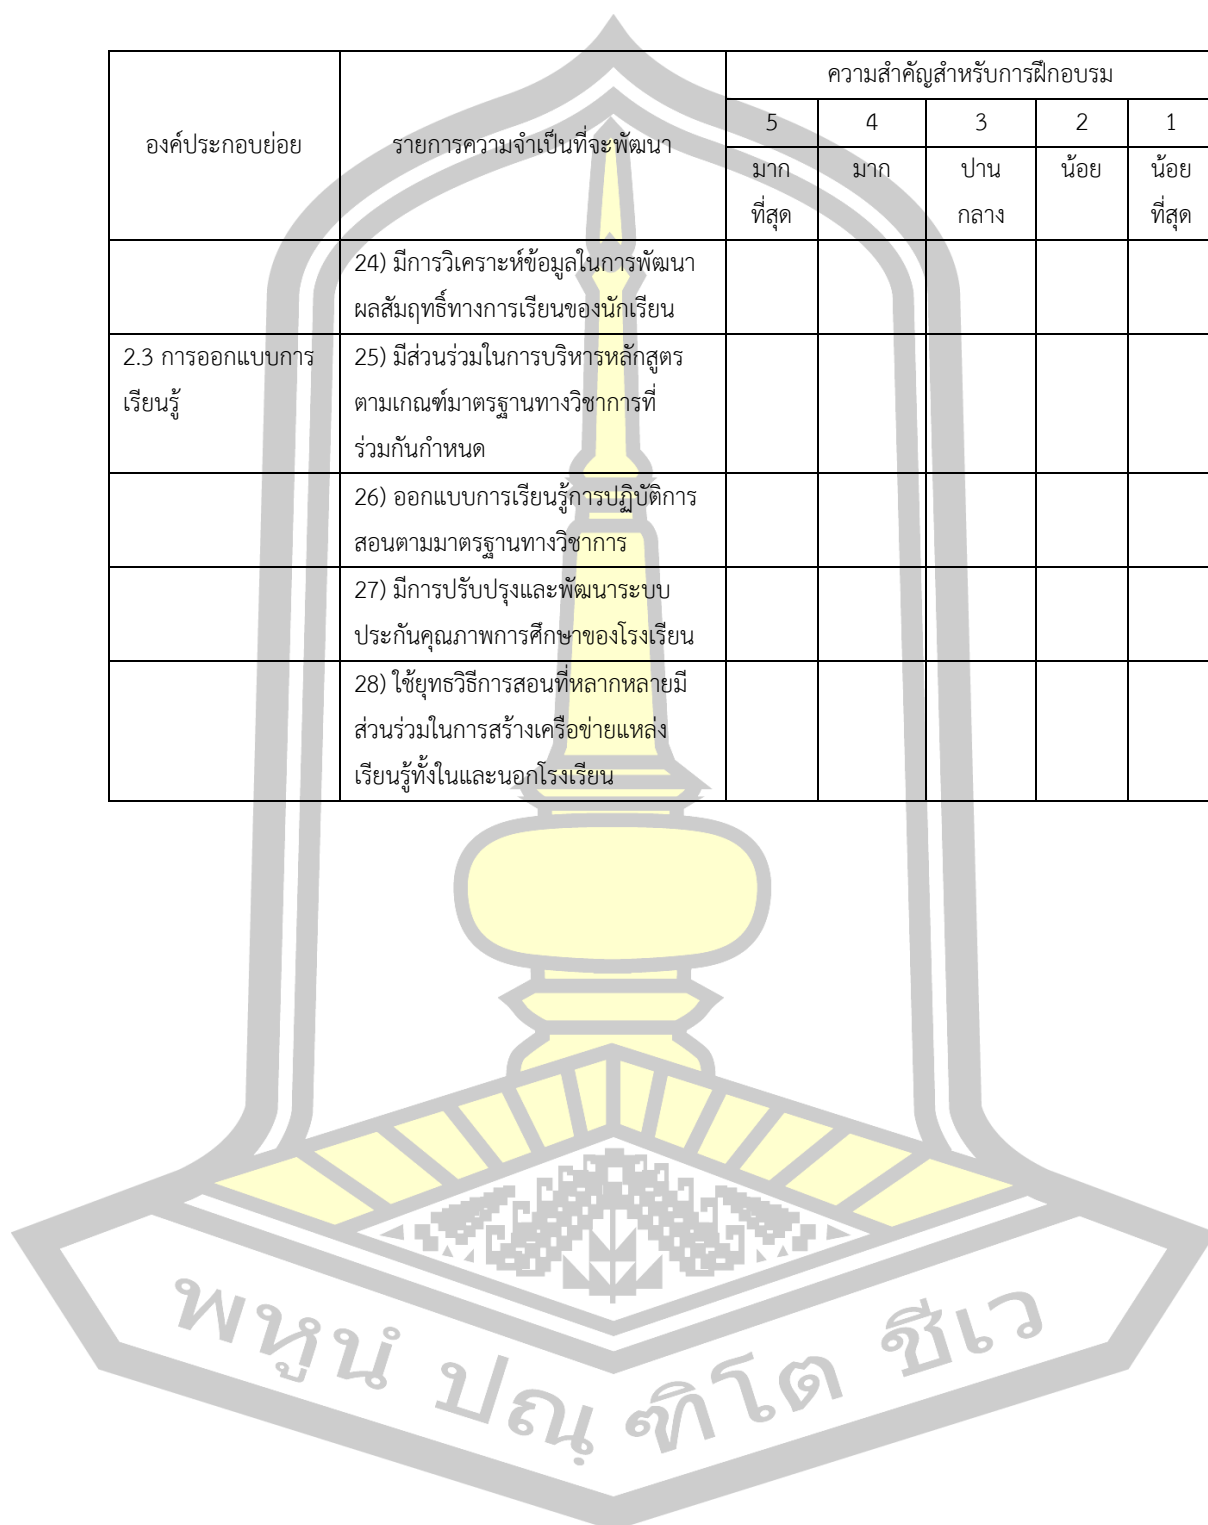 องค์ประกอบย่อย
รายการความจำเป็นที่จะพัฒนา
ความสำคัญสำหรับการฝึกอบรม
5 4 3 2 1
มาก มาก ปาน น้อย น้อย
ที่สุด กลาง ที่สุด
24) มีการวิเคราะห์ข้อมูลในการพัฒนา
ผลสัมฤทธิ์ทางการเรียนของนักเรียน
2.3 การออกแบบการ
เรียนรู้
25) มีส่วนร่วมในการบริหารหลักสูตร
ตามเกณฑ์มาตรฐานทางวิชาการที่
ร่วมกันกำหนด
26) ออกแบบการเรียนรู้การปฏิบัติการ
สอนตามมาตรฐานทางวิชาการ
27) มีการปรับปรุงและพัฒนาระบบ
ประกันคุณภาพการศึกษาของโรงเรียน
28) ใช้ยุทธวิธีการสอนที่หลากหลายมี
ส่วนร่วมในการสร้างเครือข่ายแหล่ง
เรียนรู้ทั้งในและนอกโรงเรียน
พหูนํ ปณฺฑิโต ชีเว